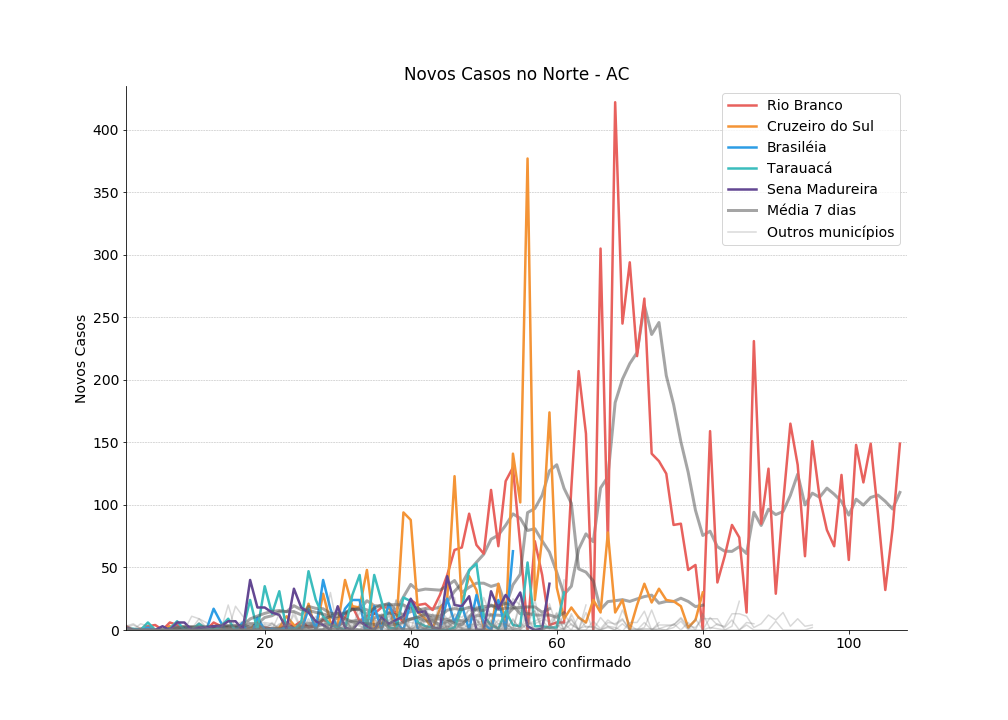 Novos Casos no Norte - AC
Rio Branco
Cruzeiro do Sul
Brasiléia
Tarauacá
Sena Madureira
Média 7 dias
Outros municípios
Novos Casos
400
350
300
250
200
150
100
50
0
20
40
60
80
100
Dias após o primeiro confirmado